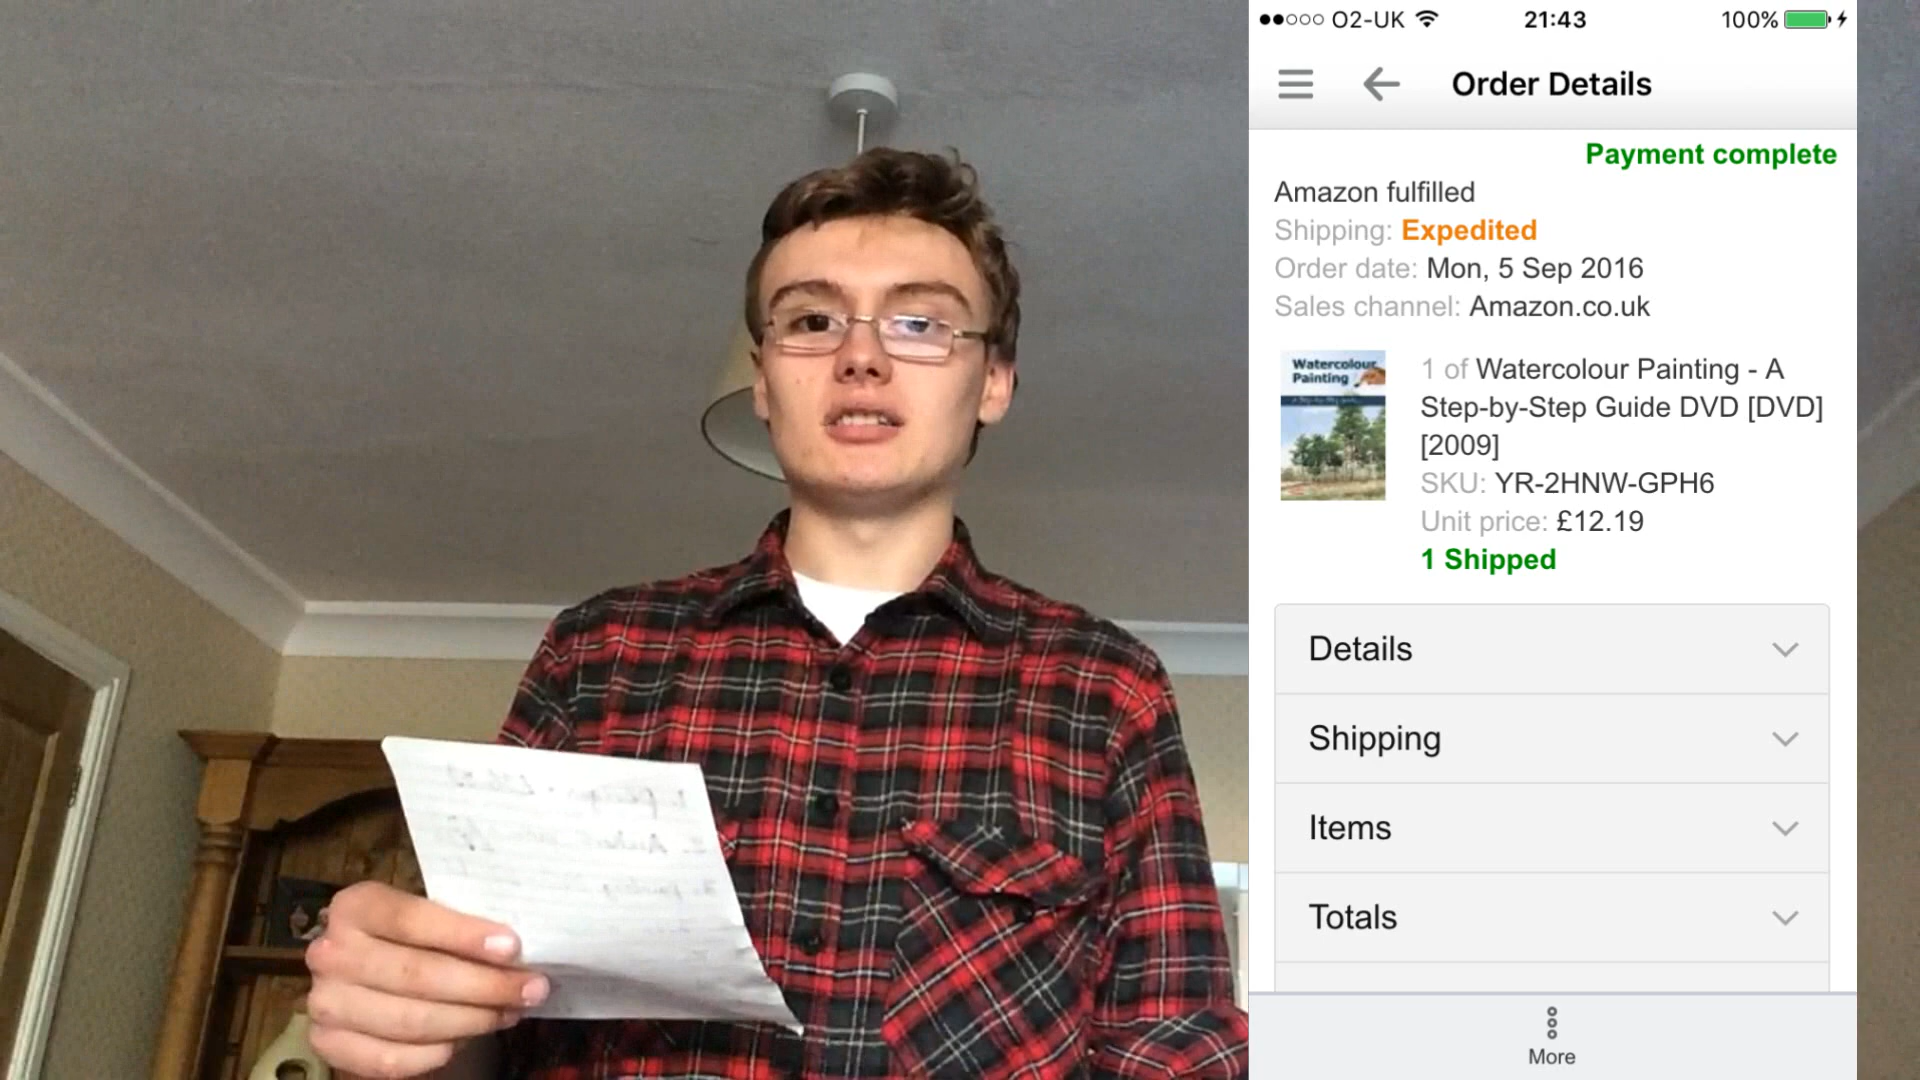 O2-UK 21:43 100%
Order Details
Payment complete
Amazon fulfilled
Shipping: Expedited
Order date: Mon, 5 Sep 2016
Sales channel: Amazon.co.uk
Watercolour
Painting
1 of Watercolour Painting - A
Step-by-Step Guide DVD [DVD]
[2009]
SKU: YR-2HNW-GPH6
Unit price: £12.19
1 Shipped
Details
Shipping
Items
Totals
More